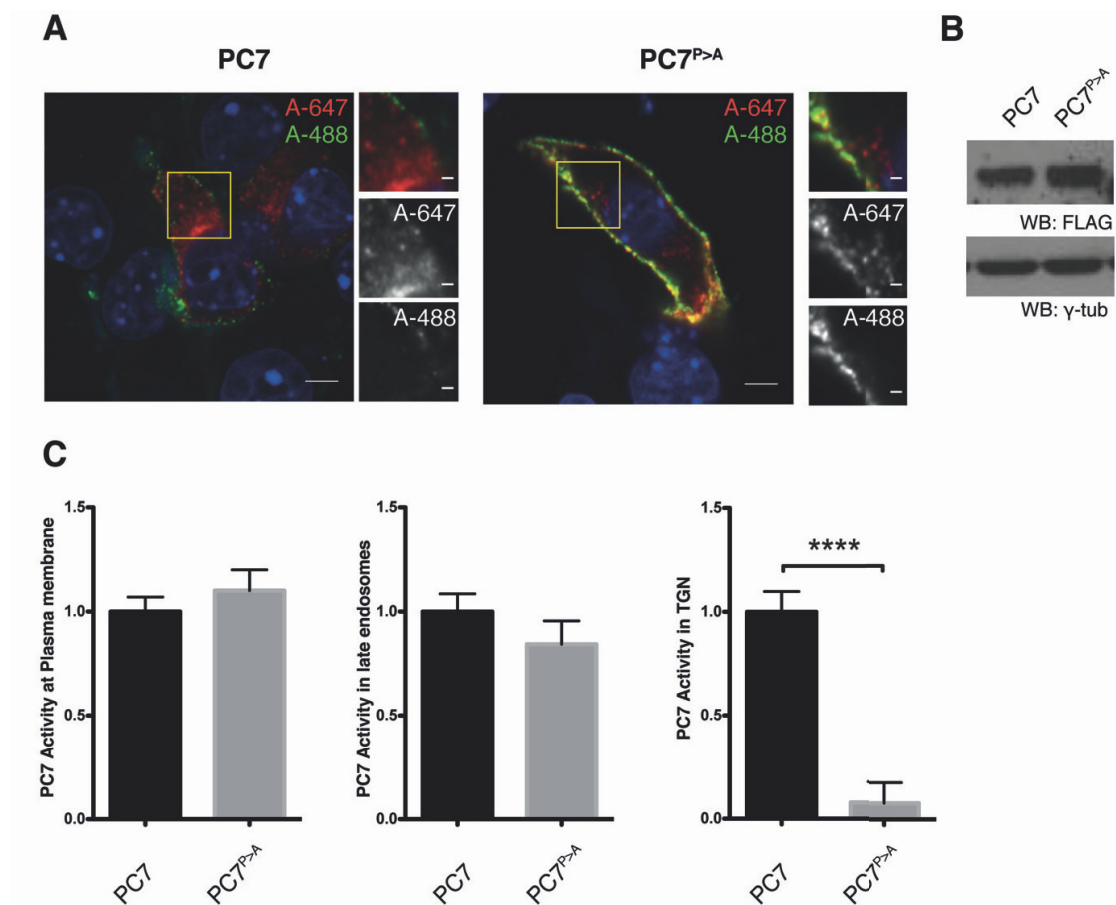 A
PC7
A-647
A-488
A-647
A-488
PC7P>A
A-647
A-488
A-647
A-488
B
PC7
PC7P>A
WB: FLAG
WB: γ-tub
C
PC7 Activity at Plasma membrane
1.5
1.0
0.5
0.0
PC7
PC7P>A
PC7 Activity in late endosomes
1.5
1.0
0.5
0.0
PC7
PC7P>A
PC7 Activity in TGN
1.5
1.0
0.5
0.0
****
PC7
PC7P>A